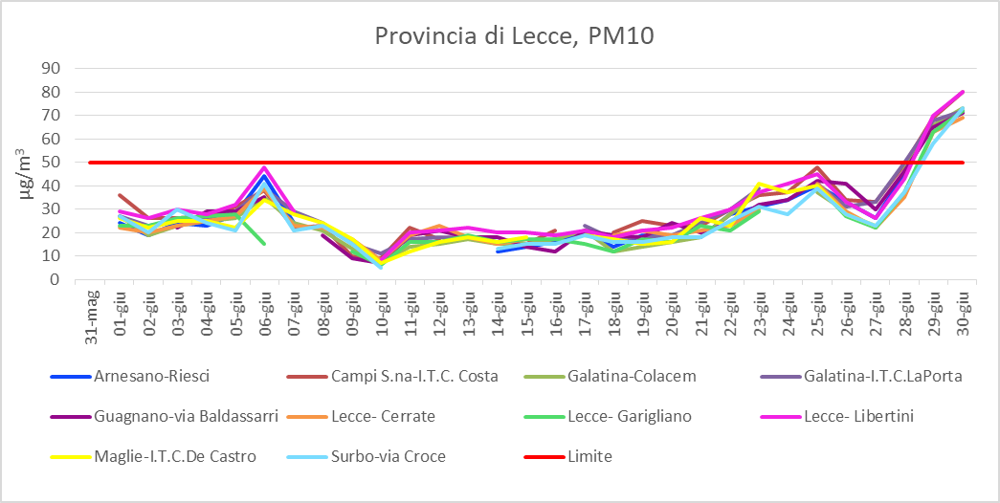 Provincia di Lecce, PM10
µg/m³
90
80
70
60
50
40
30
20
10
0
31-mag
01-giu
02-giu
03-giu
04-giu
05-giu
06-giu
07-giu
08-giu
09-giu
10-giu
11-giu
12-giu
13-giu
14-giu
15-giu
16-giu
17-giu
18-giu
19-giu
20-giu
21-giu
22-giu
23-giu
24-giu
25-giu
26-giu
27-giu
28-giu
29-giu
30-giu
Arnesano-Riesci
Campi S.na-I.T.C. Costa
Galatina-Colacem
Galatina-I.T.C.LaPorta
Guagnano-via Baldassarri
Lecce- Cerrate
Lecce- Garigliano
Lecce- Libertini
Maglie-I.T.C.De Castro
Surbo-via Croce
Limite